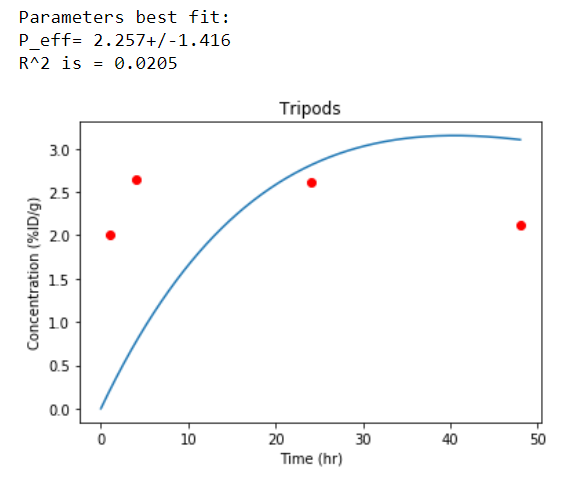 Parameters best fit:
P_eff= 2.257+/-1.416
R^2 is = 0.0205
Tripods
3.0
2.5
2.0
1.5
1.0
0.5
0.0
Concentration (%ID/g)
0 10 20 30 40 50
Time (hr)